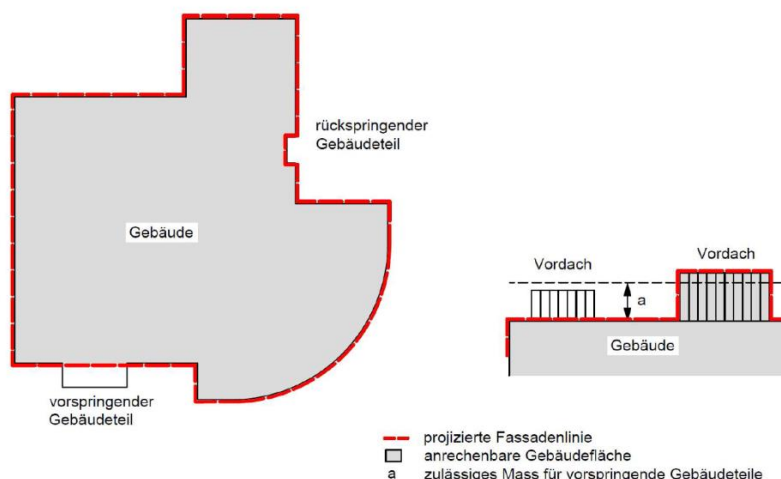 rückspringender
Gebäudeteil
Gebäude
vorspringender
Gebäudeteil
Vordach
Vordach
a
Gebäude
projizierte Fassadenlinie
anrechenbare Gebäudefläche
a zulässiges Mass für vorspringende Gebäudeteile